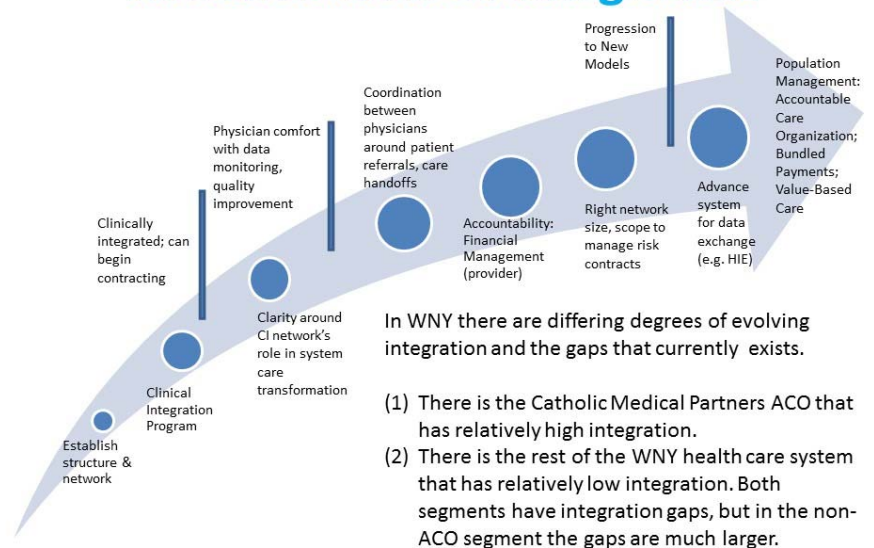 Progression
to New
Models
Population
Management:
Accountable
Care
Organization;
Bundled
Payments;
Value-Based
Care
Coordination
between
physicians
around patient
referrals, care
handoffs
Physician comfort
with data
monitoring,
quality
improvement
Clinically
integrated; can
begin
contracting
Advance
system
for data
exchange
(e.g. HIE)
Right network
size, scope to
manage risk
contracts
Accountability:
Financial
Management
(provider)
Clarity around
CI network's
role in system
care
transformation
Clinical
Integration
Program
Establish
structure &
network
In WNY there are differing degrees of evolving
integration and the gaps that currently exists.
(1) There is the Catholic Medical Partners ACO that
has relatively high integration.
(2) There is the rest of the WNY health care system
that has relatively low integration. Both
segments have integration gaps, but in the non-
ACO segment the gaps are much larger.